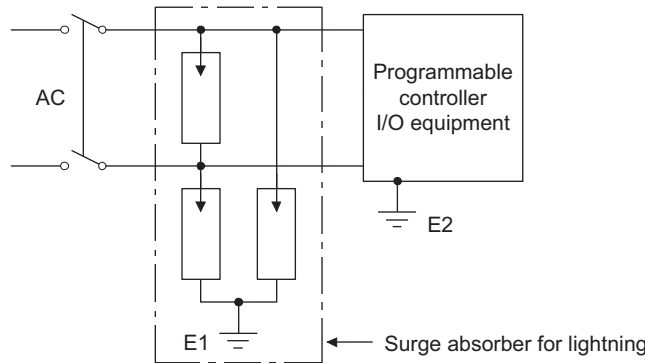 AC
Programmable
controller
I/O equipment
E2
E1
Surge absorber for lightning